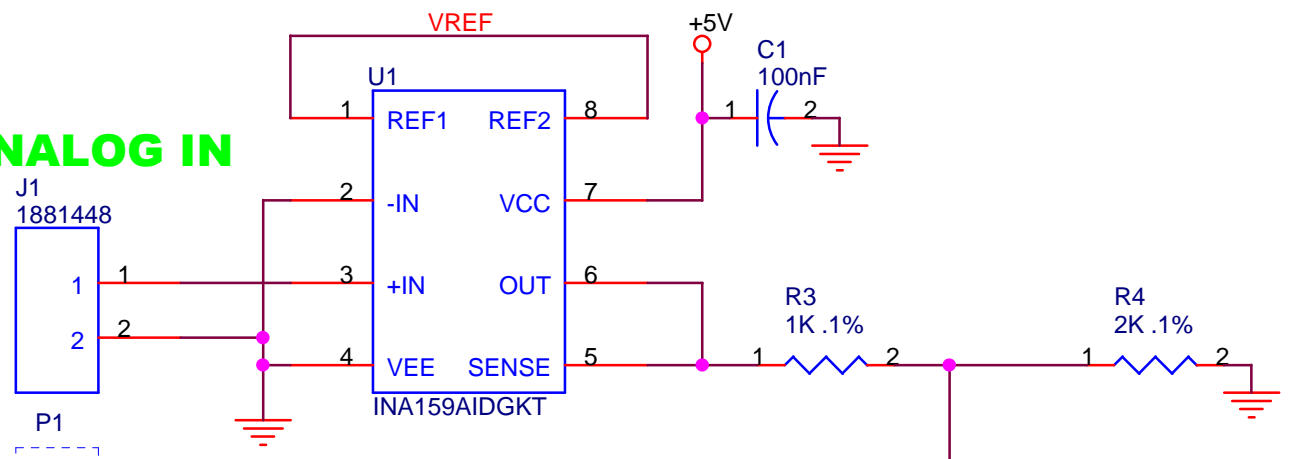 VREF
+5V
C1
100nF
1
2
U1
1
REF1
REF2
8
NALOG IN
J1
1881448
2
-IN
VCC
7
1
1
3
+IN
OUT
6
R3
1K .1%
R4
2K .1%
2
2
4
VEE
SENSE
5
1
2
1
2
INA159AIDGKT
P1